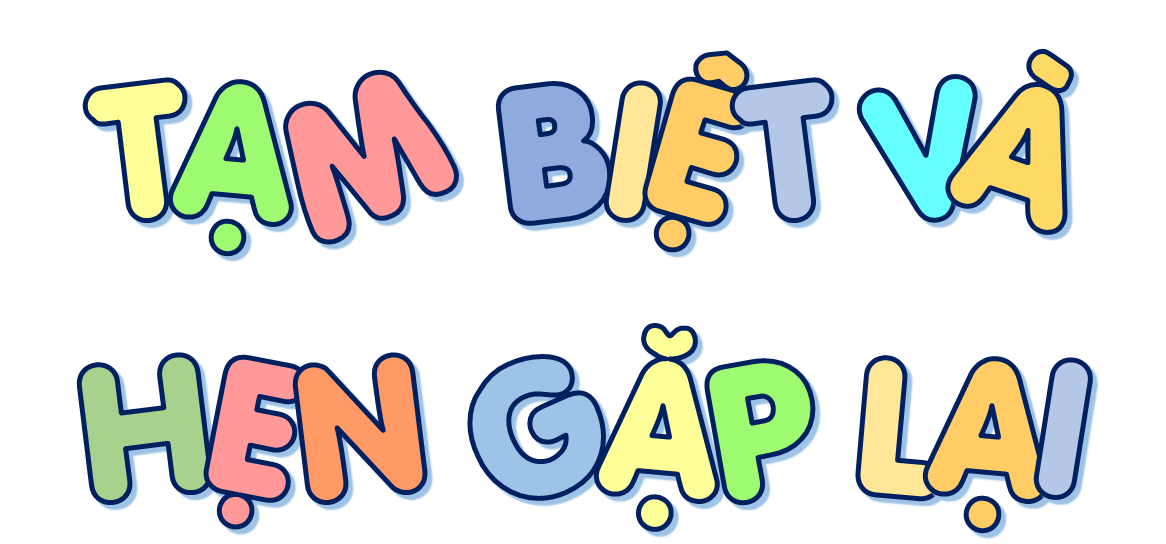 TẠM BIỆT VÀ
HẸN GẶP LẠI